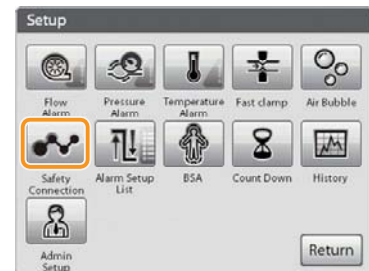 Setup
Flow Alarm
Pressure Alarm
Temperature Alarm
Fast clamp
Air Bubble
Safety Connection
Alarm Setup List
BSA
Count Down
History
Admin Setup
Return